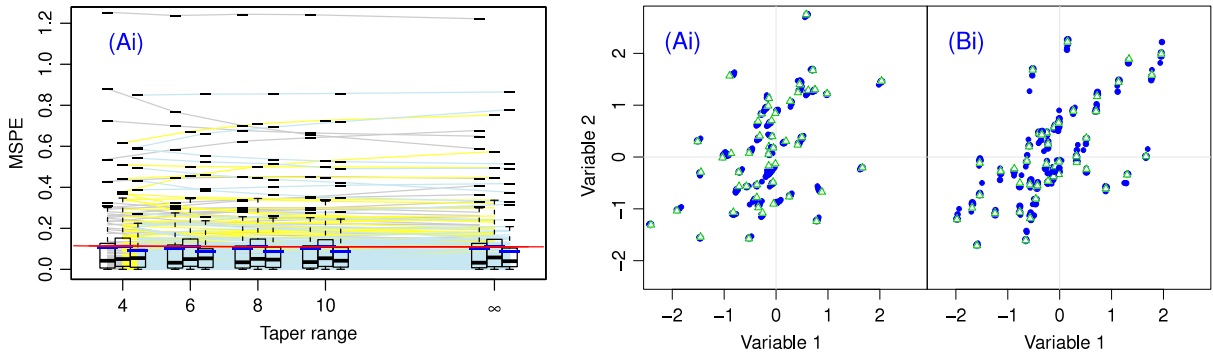 (Ai)
MSPE
0.0 0.2 0.4 0.6 0.8 1.0 1.2
4 6 8 10 ∞
Taper range
(Ai) (Bi)
Variable 2
−2 −1 0 1 2
−2 −1 0 1 2 −2 −1 0 1 2
Variable 1 Variable 1